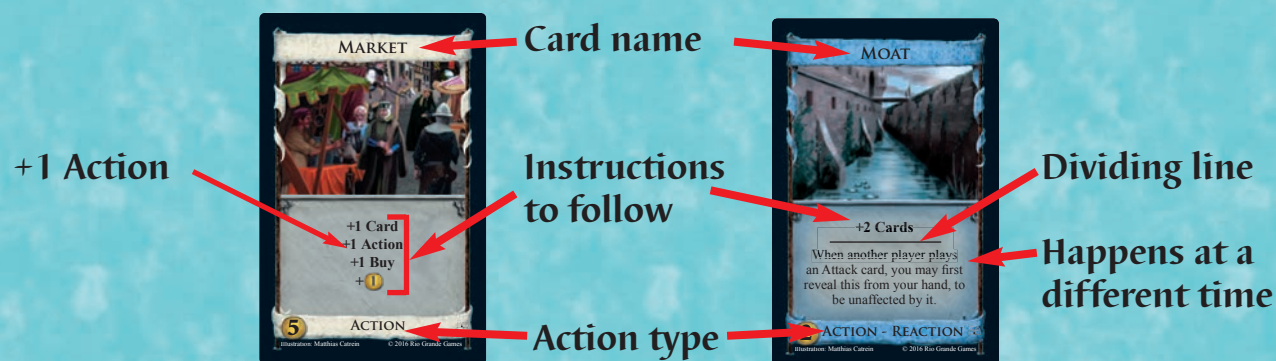 MARKET
Card name
MOAT
+1 Action
Instructions
to follow
Dividing line
+1 Card
+1 Action
+1 Buy
+ 1
+2 Cards
When another player plays
an Attack card, you may first
reveal this from your hand, to
be unaffected by it.
Happens at a
different time
5
ACTION
Action type
2
ACTION - REACTION
Illustration: Matthias Catrein
© 2016 Rio Grande Games
Illustration: Matthias Catrein
© 2016 Rio Grande Games